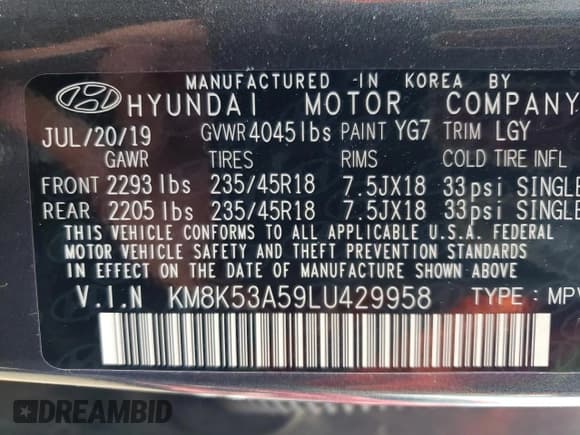 MANUFACTURED IN KOREA BY
HYUNDAI MOTOR COMPANY
JUL/20/19 GVWR 4045lbs PAINT YG7 TRIM LGY
GAWR TIRES RIMS COLD TIRE INFL
FRONT 2293 lbs 235/45R18 7.5JX18 33psi SINGLE
REAR 2205 lbs 235/45R18 7.5JX18 33psi SINGLE
THIS VEHICLE CONFORMS TO ALL APPLICABLE U.S.A. FEDERAL
MOTOR VEHICLE SAFETY AND THEFT PREVENTION STANDARDS
IN EFFECT ON THE DATE OF MANUFACTURE SHOWN ABOVE.
V.I.N KM8K53A59LU429958 TYPE : MPV
DREAMBID